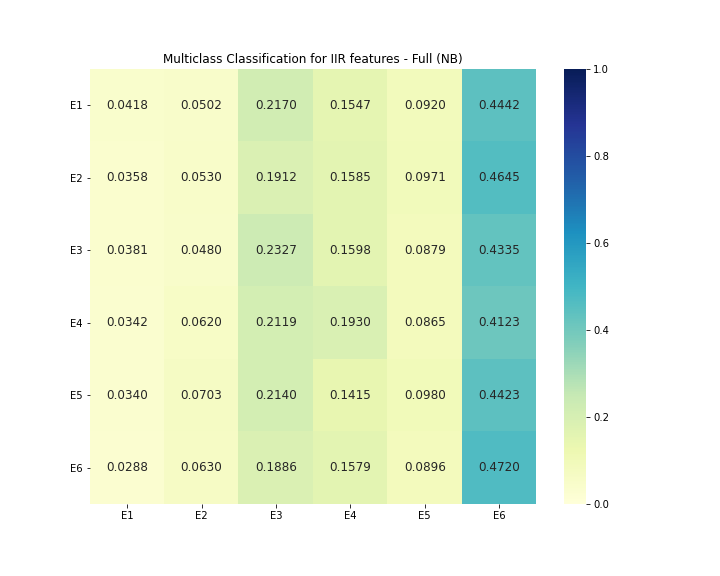 Multiclass Classification for IIR features - Full (NB)
E1 0.0418 0.0502 0.2170 0.1547 0.0920 0.4442
E2 0.0358 0.0530 0.1912 0.1585 0.0971 0.4645
E3 0.0381 0.0480 0.2327 0.1598 0.0879 0.4335
E4 0.0342 0.0620 0.2119 0.1930 0.0865 0.4123
E5 0.0340 0.0703 0.2140 0.1415 0.0980 0.4423
E6 0.0288 0.0630 0.1886 0.1579 0.0896 0.4720
E1 E2 E3 E4 E5 E6
1.0
0.8
0.6
0.4
0.2
0.0